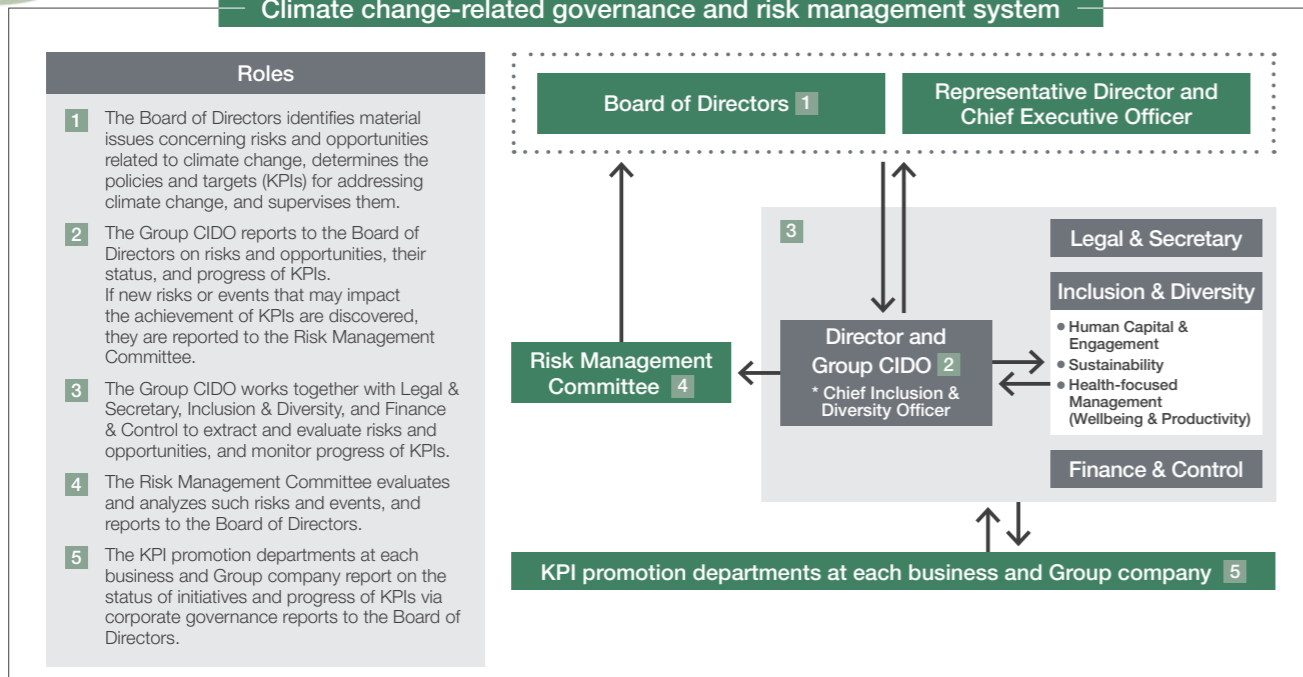 Climate change-related governance and risk management system
Roles
1 The Board of Directors identifies material
issues concerning risks and opportunities
related to climate change, determines the
policies and targets (KPIs) for addressing
climate change, and supervises them.
2 The Group CIDO reports to the Board of
Directors on risks and opportunities, their
status, and progress of KPIs.
If new risks or events that may impact
the achievement of KPIs are discovered,
they are reported to the Risk Management
Committee.
3 The Group CIDO works together with Legal &
Secretary, Inclusion & Diversity, and Finance
& Control to extract and evaluate risks and
opportunities, and monitor progress of KPIs.
4 The Risk Management Committee evaluates
and analyzes such risks and events, and
reports to the Board of Directors.
5 The KPI promotion departments at each
business and Group company report on the
status of initiatives and progress of KPIs via
corporate governance reports to the Board of
Directors.
Board of Directors 1
Representative Director and
Chief Executive Officer
3
Legal & Secretary
Inclusion & Diversity
• Human Capital &
Engagement
• Sustainability
• Health-focused
Management
(Wellbeing & Productivity)
Finance & Control
Director and
Group CIDO 2
* Chief Inclusion &
Diversity Officer
Risk Management
Committee 4
KPI promotion departments at each business and Group company 5